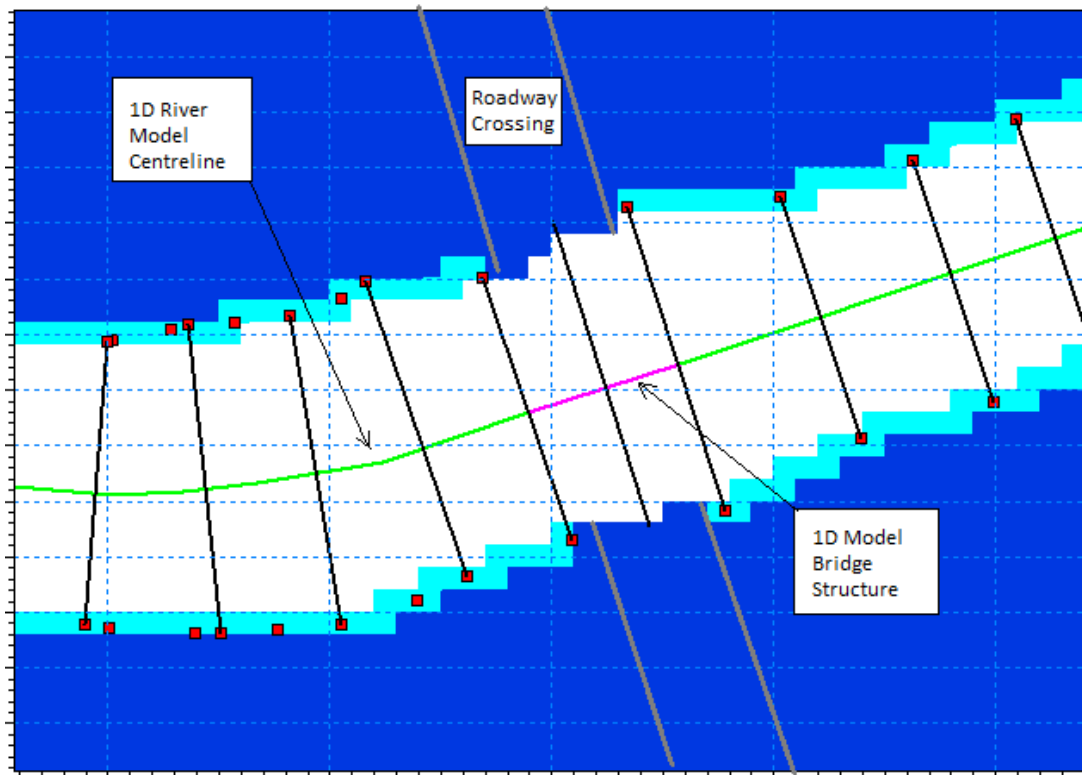 1D River
Model
Centreline
Roadway
Crossing
1D Model
Bridge
Structure